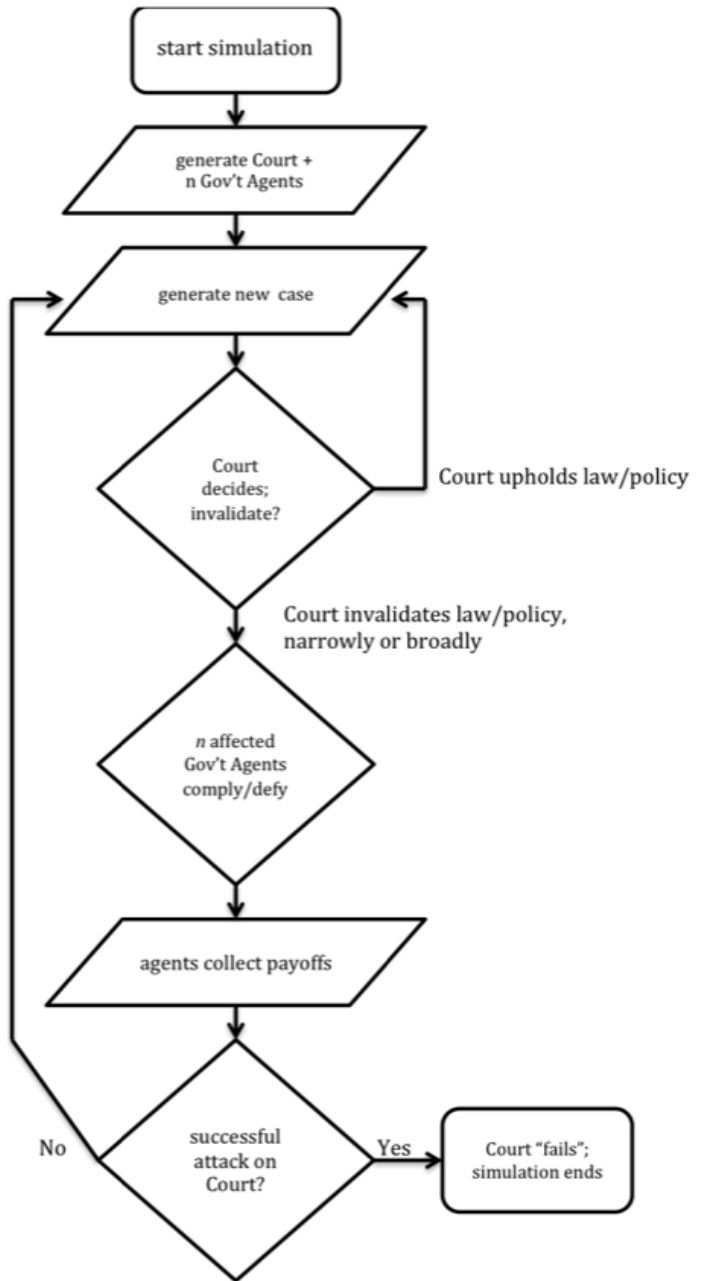 start simulation
generate Court +
n Gov't Agents
generate new case
Court
decides;
invalidate?
Court upholds law/policy
Court invalidates law/policy,
narrowly or broadly
n affected
Gov't Agents
comply/defy
agents collect payoffs
successful
attack on
Court?
No
Yes
Court “fails”;
simulation ends